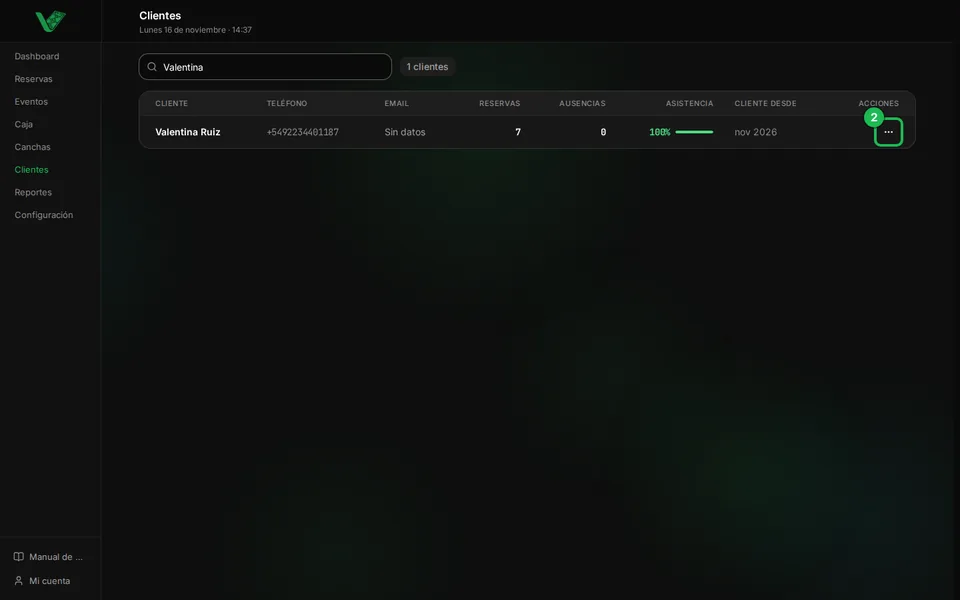 Clientes
Lunes 16 de noviembre · 14:37
Dashboard
Reservas
Eventos
Caja
Canchas
Clientes
Reportes
Configuración
Manual de ...
Mi cuenta
Valentina
1 clientes
CLIENTE TELÉFONO EMAIL RESERVAS AUSENCIAS ASISTENCIA CLIENTE DESDE ACCIONES
2
Valentina Ruiz +5492234401187 Sin datos 7 0 100% nov 2026 ...